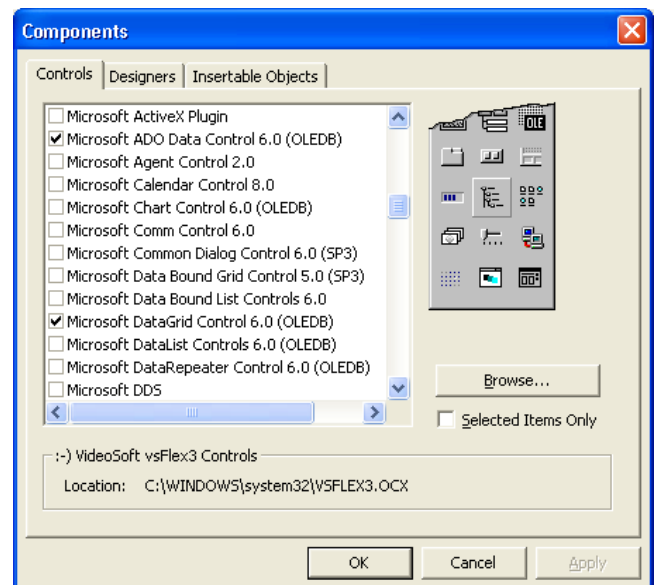 Components
Controls Designers Insertable Objects
Microsoft ActiveX Plugin
Microsoft ADO Data Control 6.0 (OLEDB)
Microsoft Agent Control 2.0
Microsoft Calendar Control 8.0
Microsoft Chart Control 6.0 (OLEDB)
Microsoft Comm Control 6.0
Microsoft Common Dialog Control 6.0 (SP3)
Microsoft Data Bound Grid Control 5.0 (SP3)
Microsoft Data Bound List Controls 6.0
Microsoft DataGrid Control 6.0 (OLEDB)
Microsoft DataList Controls 6.0 (OLEDB)
Microsoft DataRepeater Control 6.0 (OLEDB)
Microsoft DDS
OLE
Browse...
Selected Items Only
:-) VideoSoft vsFlex3 Controls
Location: C:\WINDOWS\system32\VSFLEX3.OCX
OK Cancel Apply